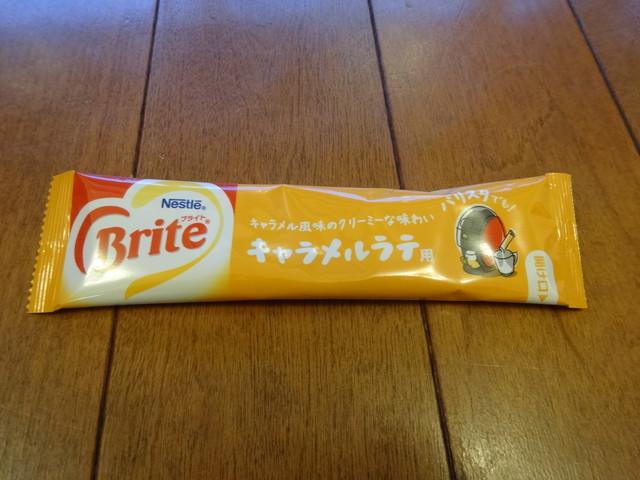 Nestlé®
ブライト®
Brite
キャラメル風味のクリーミーな味わい
キャラメルラテ用
バリスタでも!
開け口